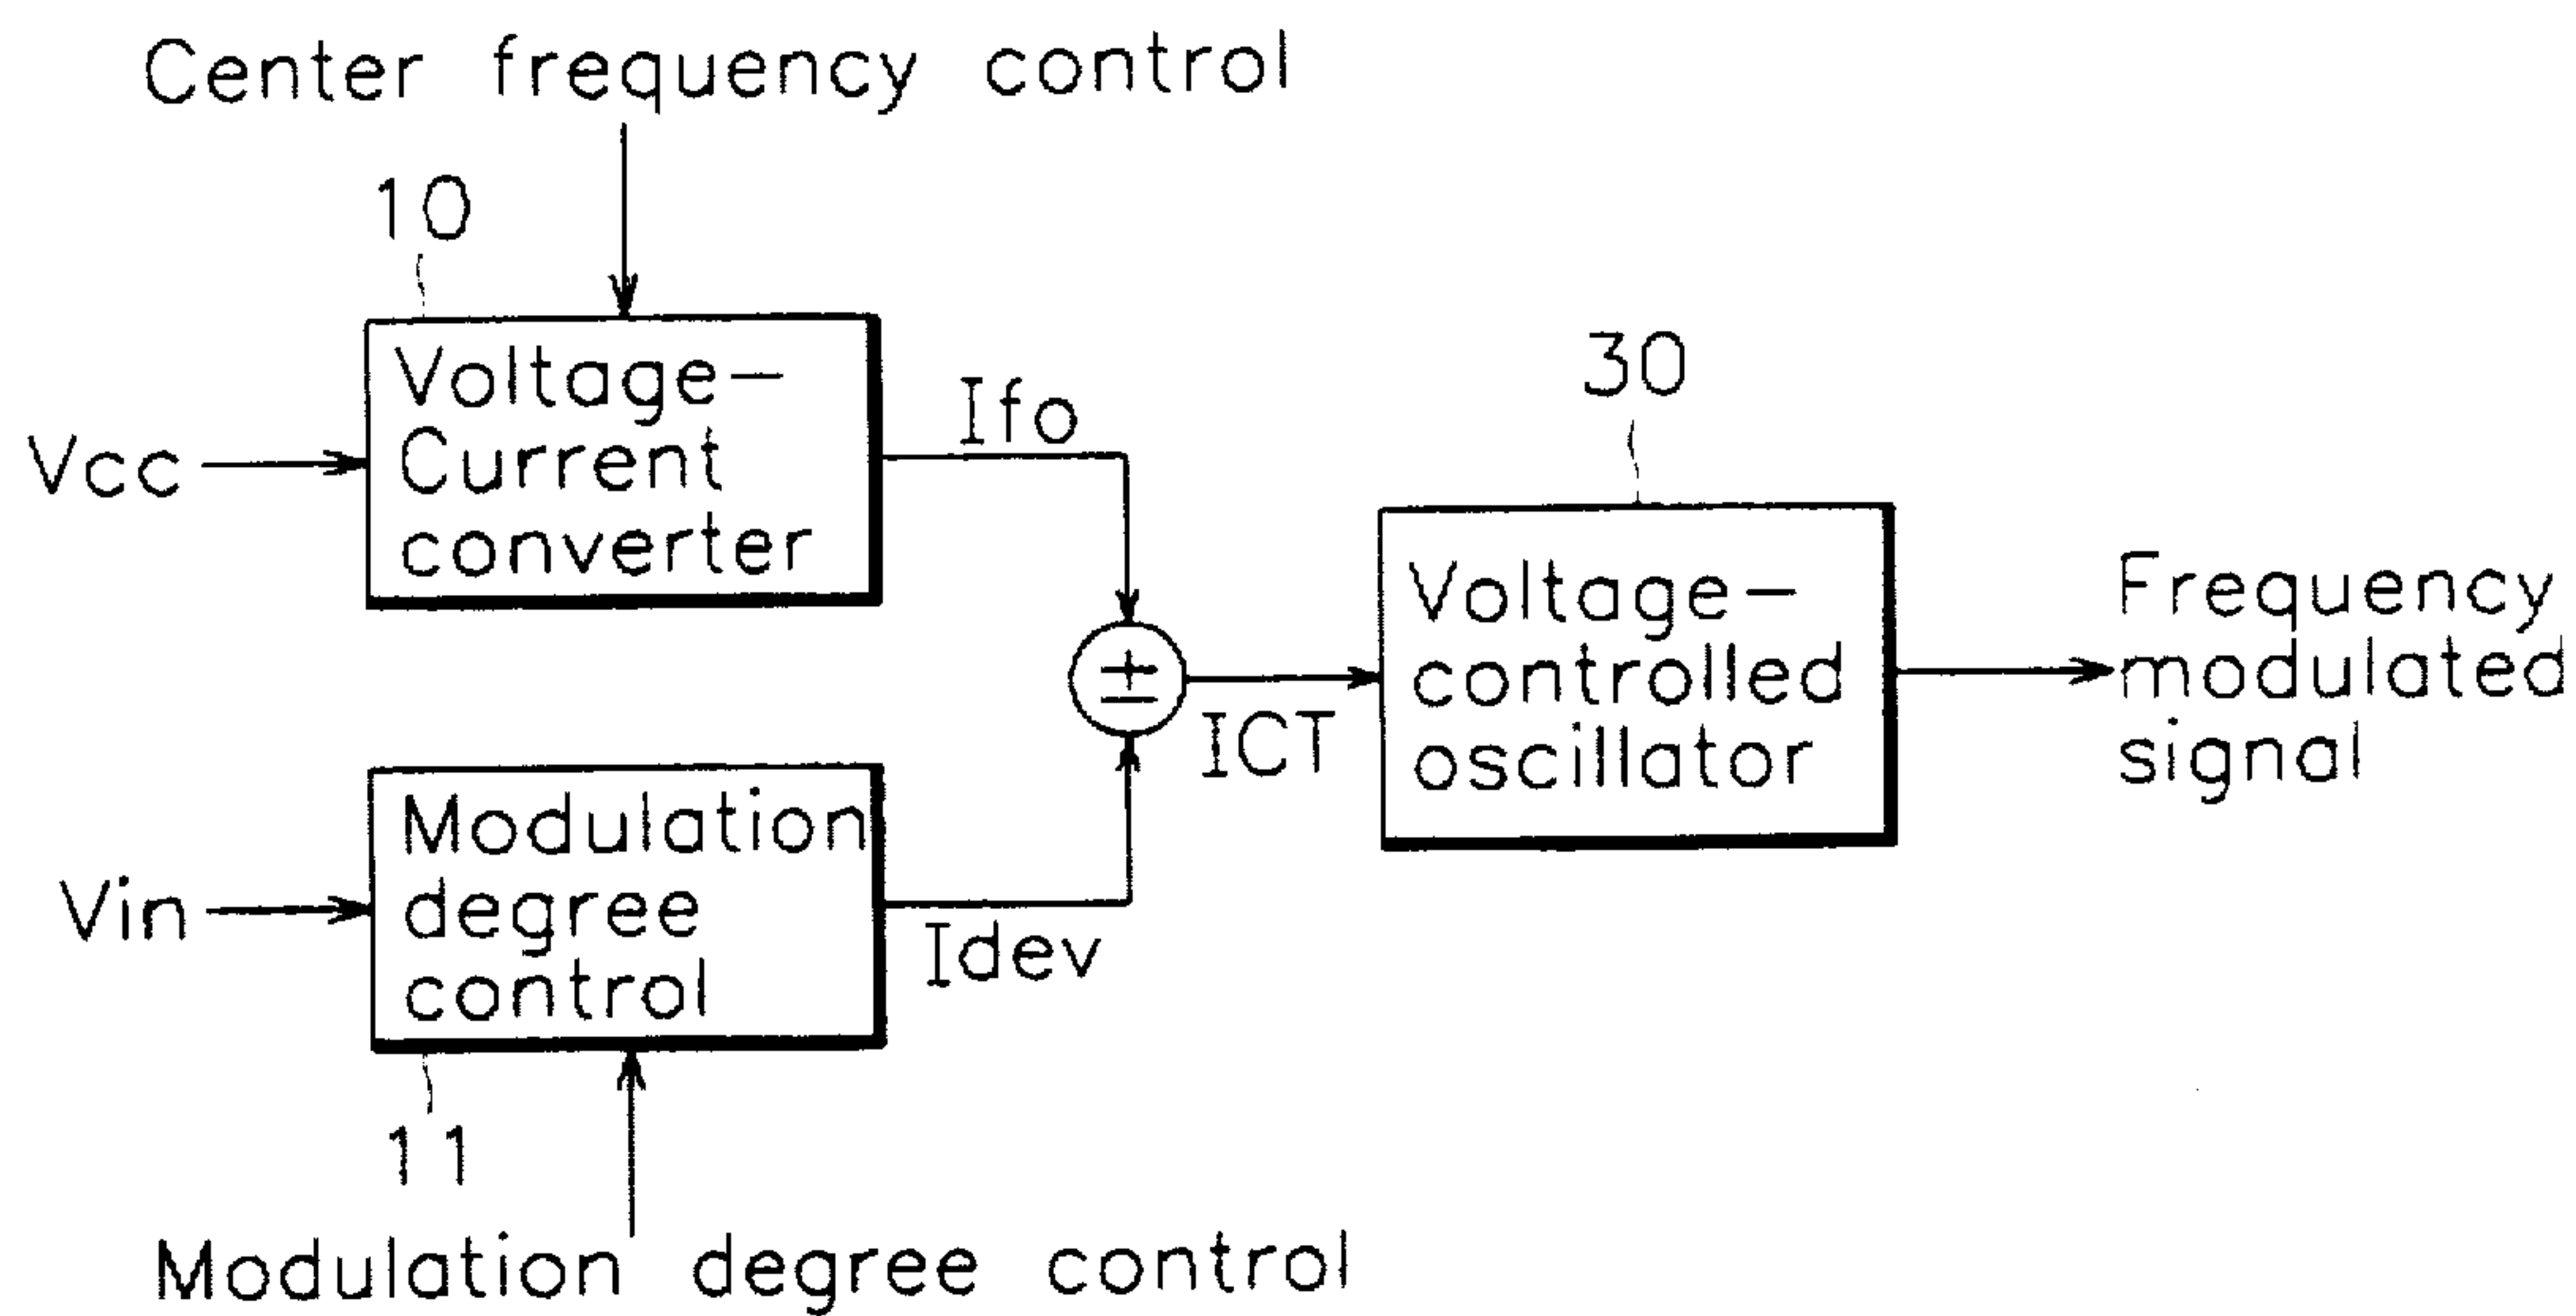 Center frequency control
10
Voltage-
Current
converter
Vcc
Ifo
30
Voltage-
controlled
oscillator
Frequency
modulated
signal
±
ICT
Modulation
degree
control
Vin
Idev
11
Modulation degree control